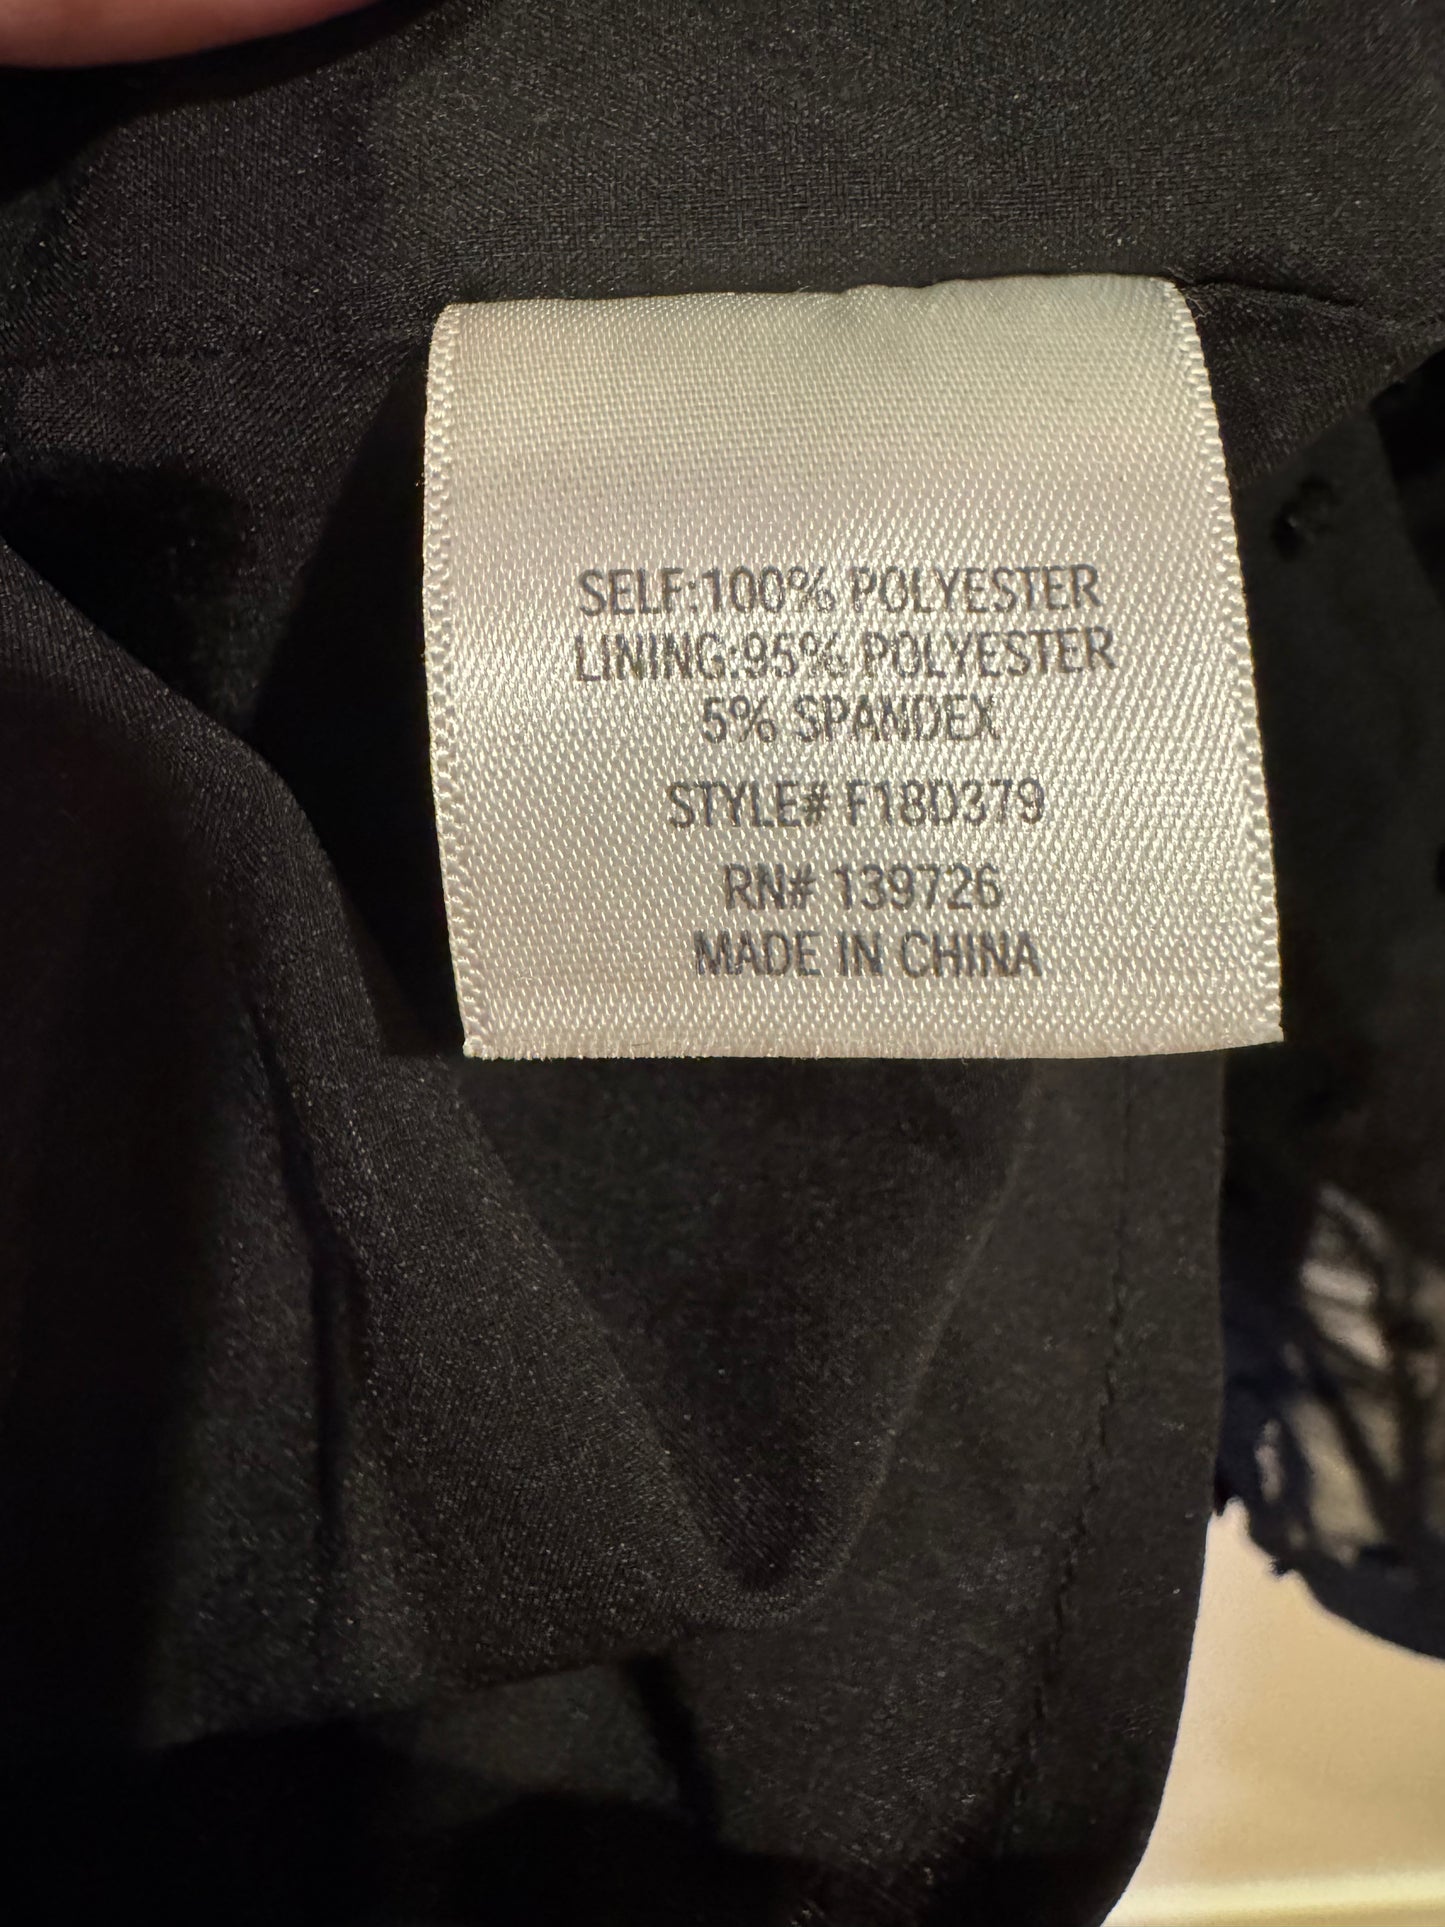 SELF:100% POLYESTER
LINING:95% POLYESTER
5% SPANDEX
STYLE# F18D379
RN# 139726
MADE IN CHINA